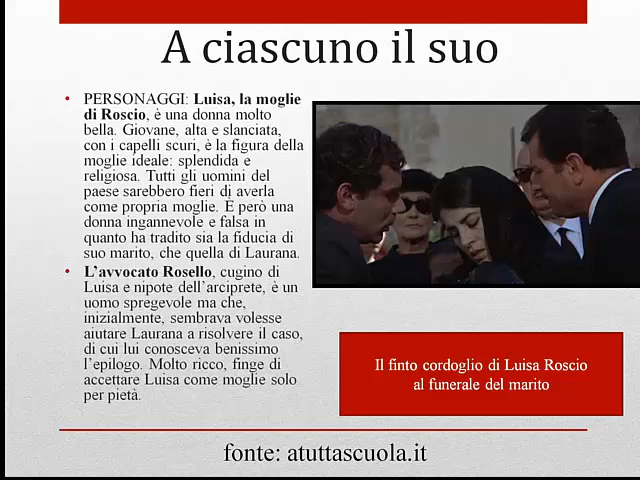 A ciascuno il suo
• PERSONAGGI: Luisa, la moglie
di Roscio, è una donna molto
bella. Giovane, alta e slanciata,
con i capelli scuri, è la figura della
moglie ideale: splendida e
religiosa. Tutti gli uomini del
paese sarebbero fieri di averla
come propria moglie. E però una
donna ingannevole e falsa in
quanto ha tradito sia la fiducia di
suo marito, che quella di Laurana.
• L’avvocato Rosello, cugino di
Luisa e nipote dell’arciprete, è un
uomo spregevole ma che,
inizialmente, sembrava volesse
aiutare Laurana a risolvere il caso,
di cui lui conosceva benissimo
l’epilogo. Molto ricco, finge di
accettare Luisa come moglie solo
per pietà.
Il finto cordoglio di Luisa Roscio
al funerale del marito
fonte: atuttascuola.it